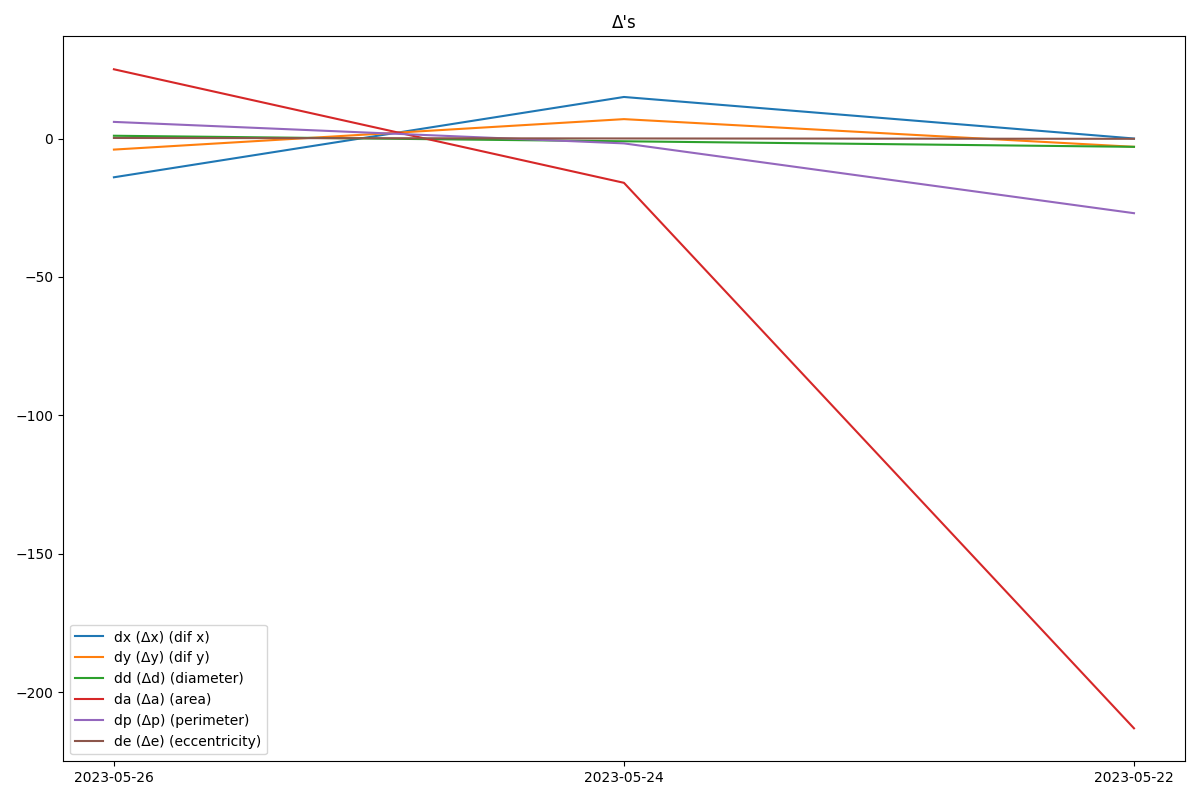 Δ's
0
−50
−100
−150
−200
dx (Δx) (dif x)
dy (Δy) (dif y)
dd (Δd) (diameter)
da (Δa) (area)
dp (Δp) (perimeter)
de (Δe) (eccentricity)
2023-05-26 2023-05-24 2023-05-22